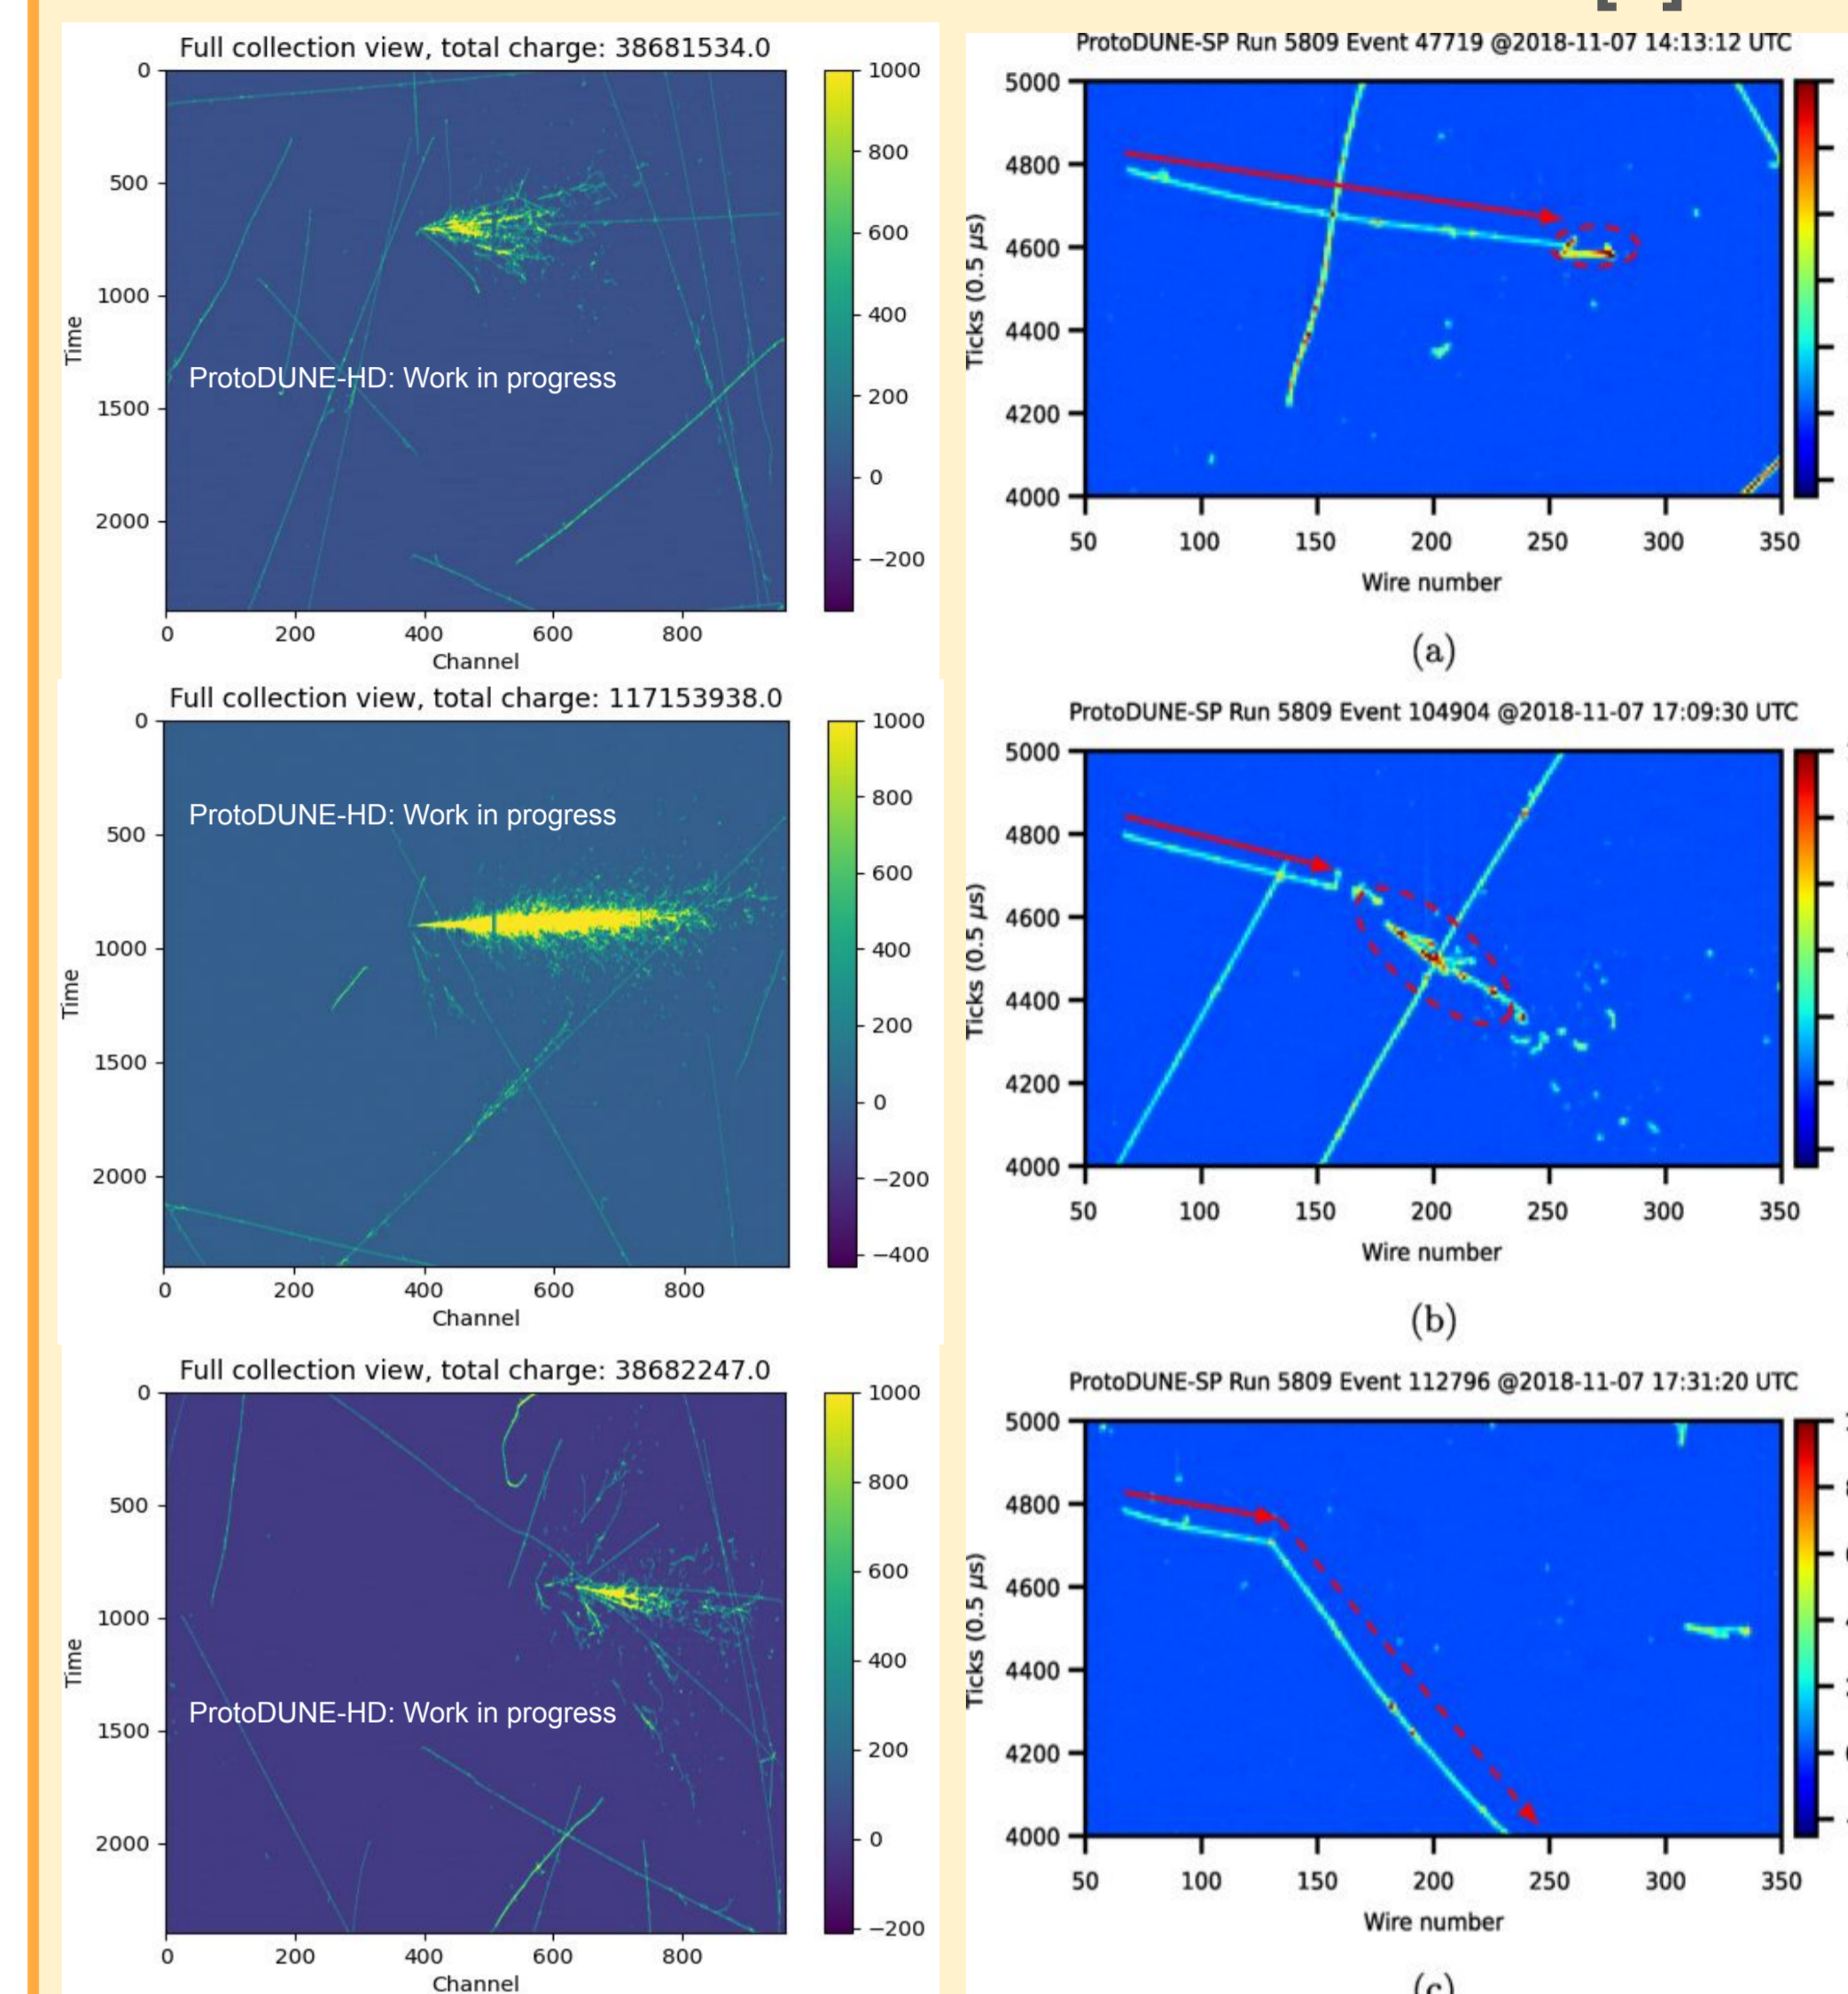 [ ]
Full collection view, total charge: 38681534.0
0
500
1000
1500
2000
Time
ProtoDUNE-HD: Work in progress
0 200 400 600 800
Channel
1000
800
600
400
200
0
−200
ProtoDUNE-SP Run 5809 Event 47719 @2018-11-07 14:13:12 UTC
5000
4800
4600
4400
4200
4000
Ticks (0.5 μs)
50 100 150 200 250 300 350
Wire number
(a)
Full collection view, total charge: 117153938.0
0
500
1000
1500
2000
Time
ProtoDUNE-HD: Work in progress
0 200 400 600 800
Channel
1000
800
600
400
200
0
−200
−400
ProtoDUNE-SP Run 5809 Event 104904 @2018-11-07 17:09:30 UTC
5000
4800
4600
4400
4200
4000
Ticks (0.5 μs)
50 100 150 200 250 300 350
Wire number
(b)
Full collection view, total charge: 38682247.0
0
500
1000
1500
2000
Time
ProtoDUNE-HD: Work in progress
0 200 400 600 800
Channel
1000
800
600
400
200
0
−200
ProtoDUNE-SP Run 5809 Event 112796 @2018-11-07 17:31:20 UTC
5000
4800
4600
4400
4200
4000
Ticks (0.5 μs)
50 100 150 200 250 300 350
Wire number
(c)